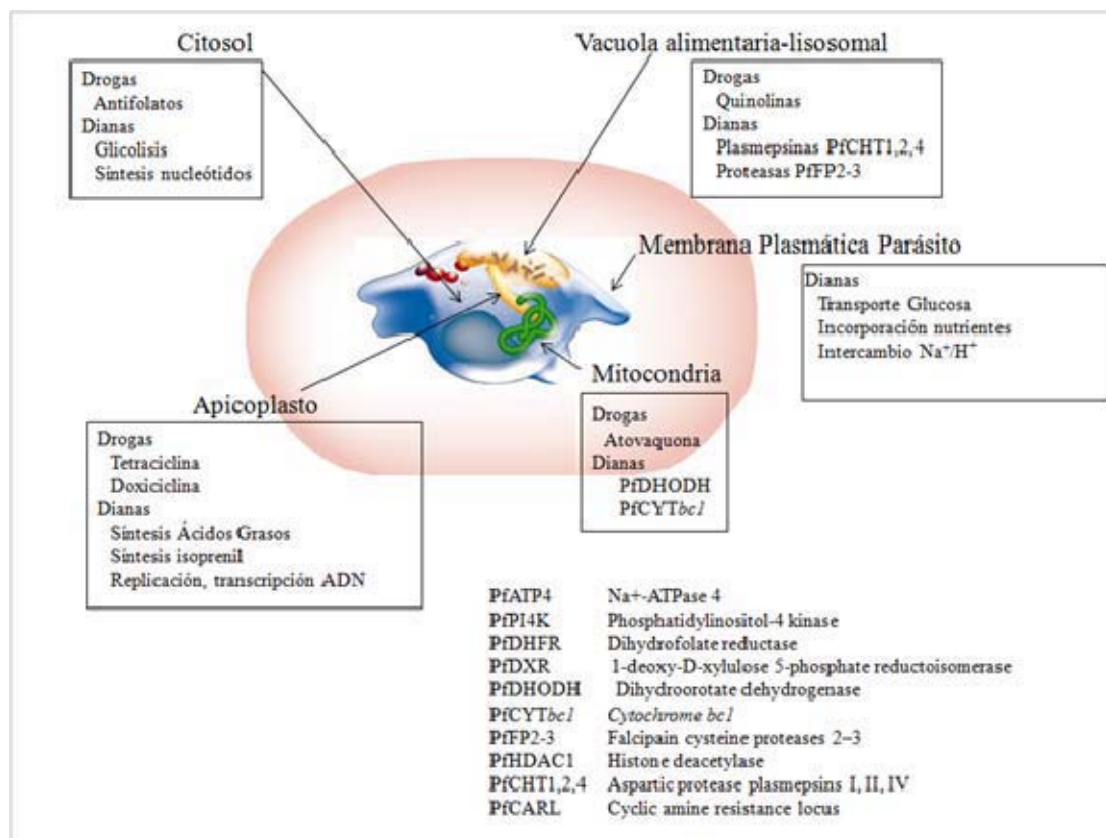 Citosol
Drogas
Antifolatos
Dianas
Glicolisis
Síntesis nucleótidos
Vacuola alimentaria-lisosomal
Drogas
Quinolinas
Dianas
Plasmepsinas PfCHT1,2,4
Proteasas PfFP2-3
Membrana Plasmática Parásito
Dianas
Transporte Glucosa
Incorporación nutrientes
Intercambio Na⁺/H⁺
Mitocondria
Drogas
Atovaquona
Dianas
PfDHODH
PfCYTbc1
Apicoplasto
Drogas
Tetraciclina
Doxiciclina
Dianas
Síntesis Ácidos Grasos
Síntesis isoprenil
Replicación, transcripción ADN
PfATP4 Na+-ATPase 4
PfPI4K Phosphatidylinositol-4 kinase
PfDHFR Dihydrofolate reductase
PfDXR 1-deoxy-D-xylulose 5-phosphate reductoisomerase
PfDHODH Dihydroorotate dehydrogenase
PfCYTbc1 Cytochrome bc1
PfFP2-3 Falcipain cysteine proteases 2–3
PfHDAC1 Histone deacetylase
PfCHT1,2,4 Aspartic protease plasmepsins I, II, IV
PfCARL Cyclic amine resistance locus